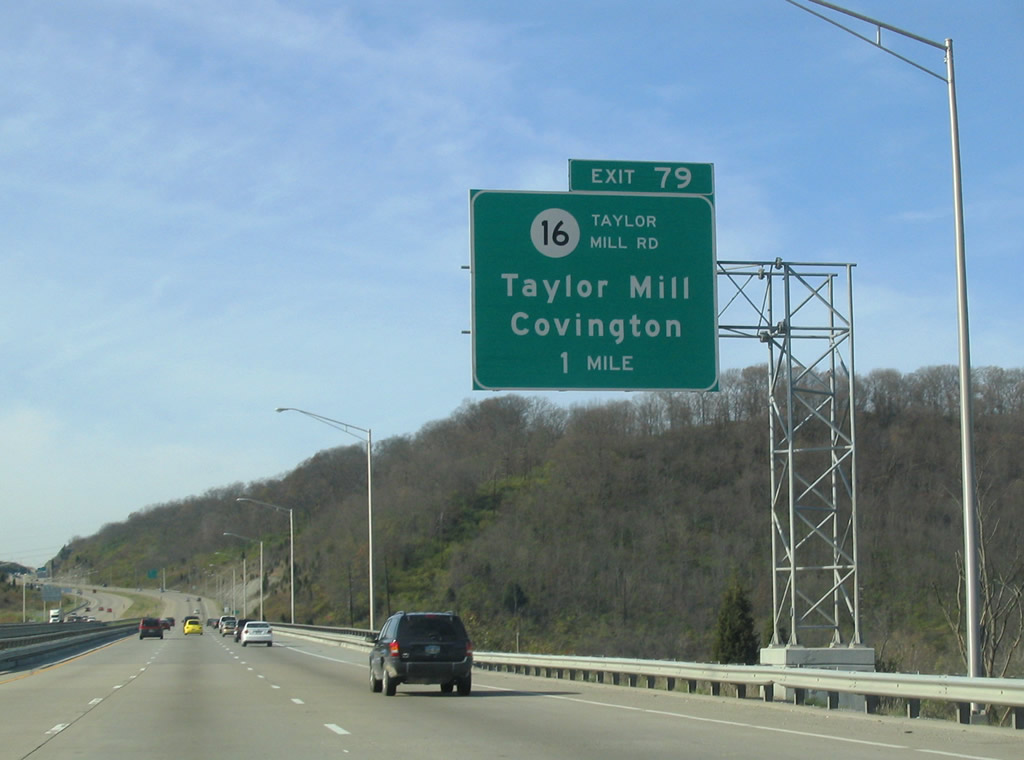 EXIT 79
16 TAYLOR
MILL RD
Taylor Mill
Covington
1 MILE